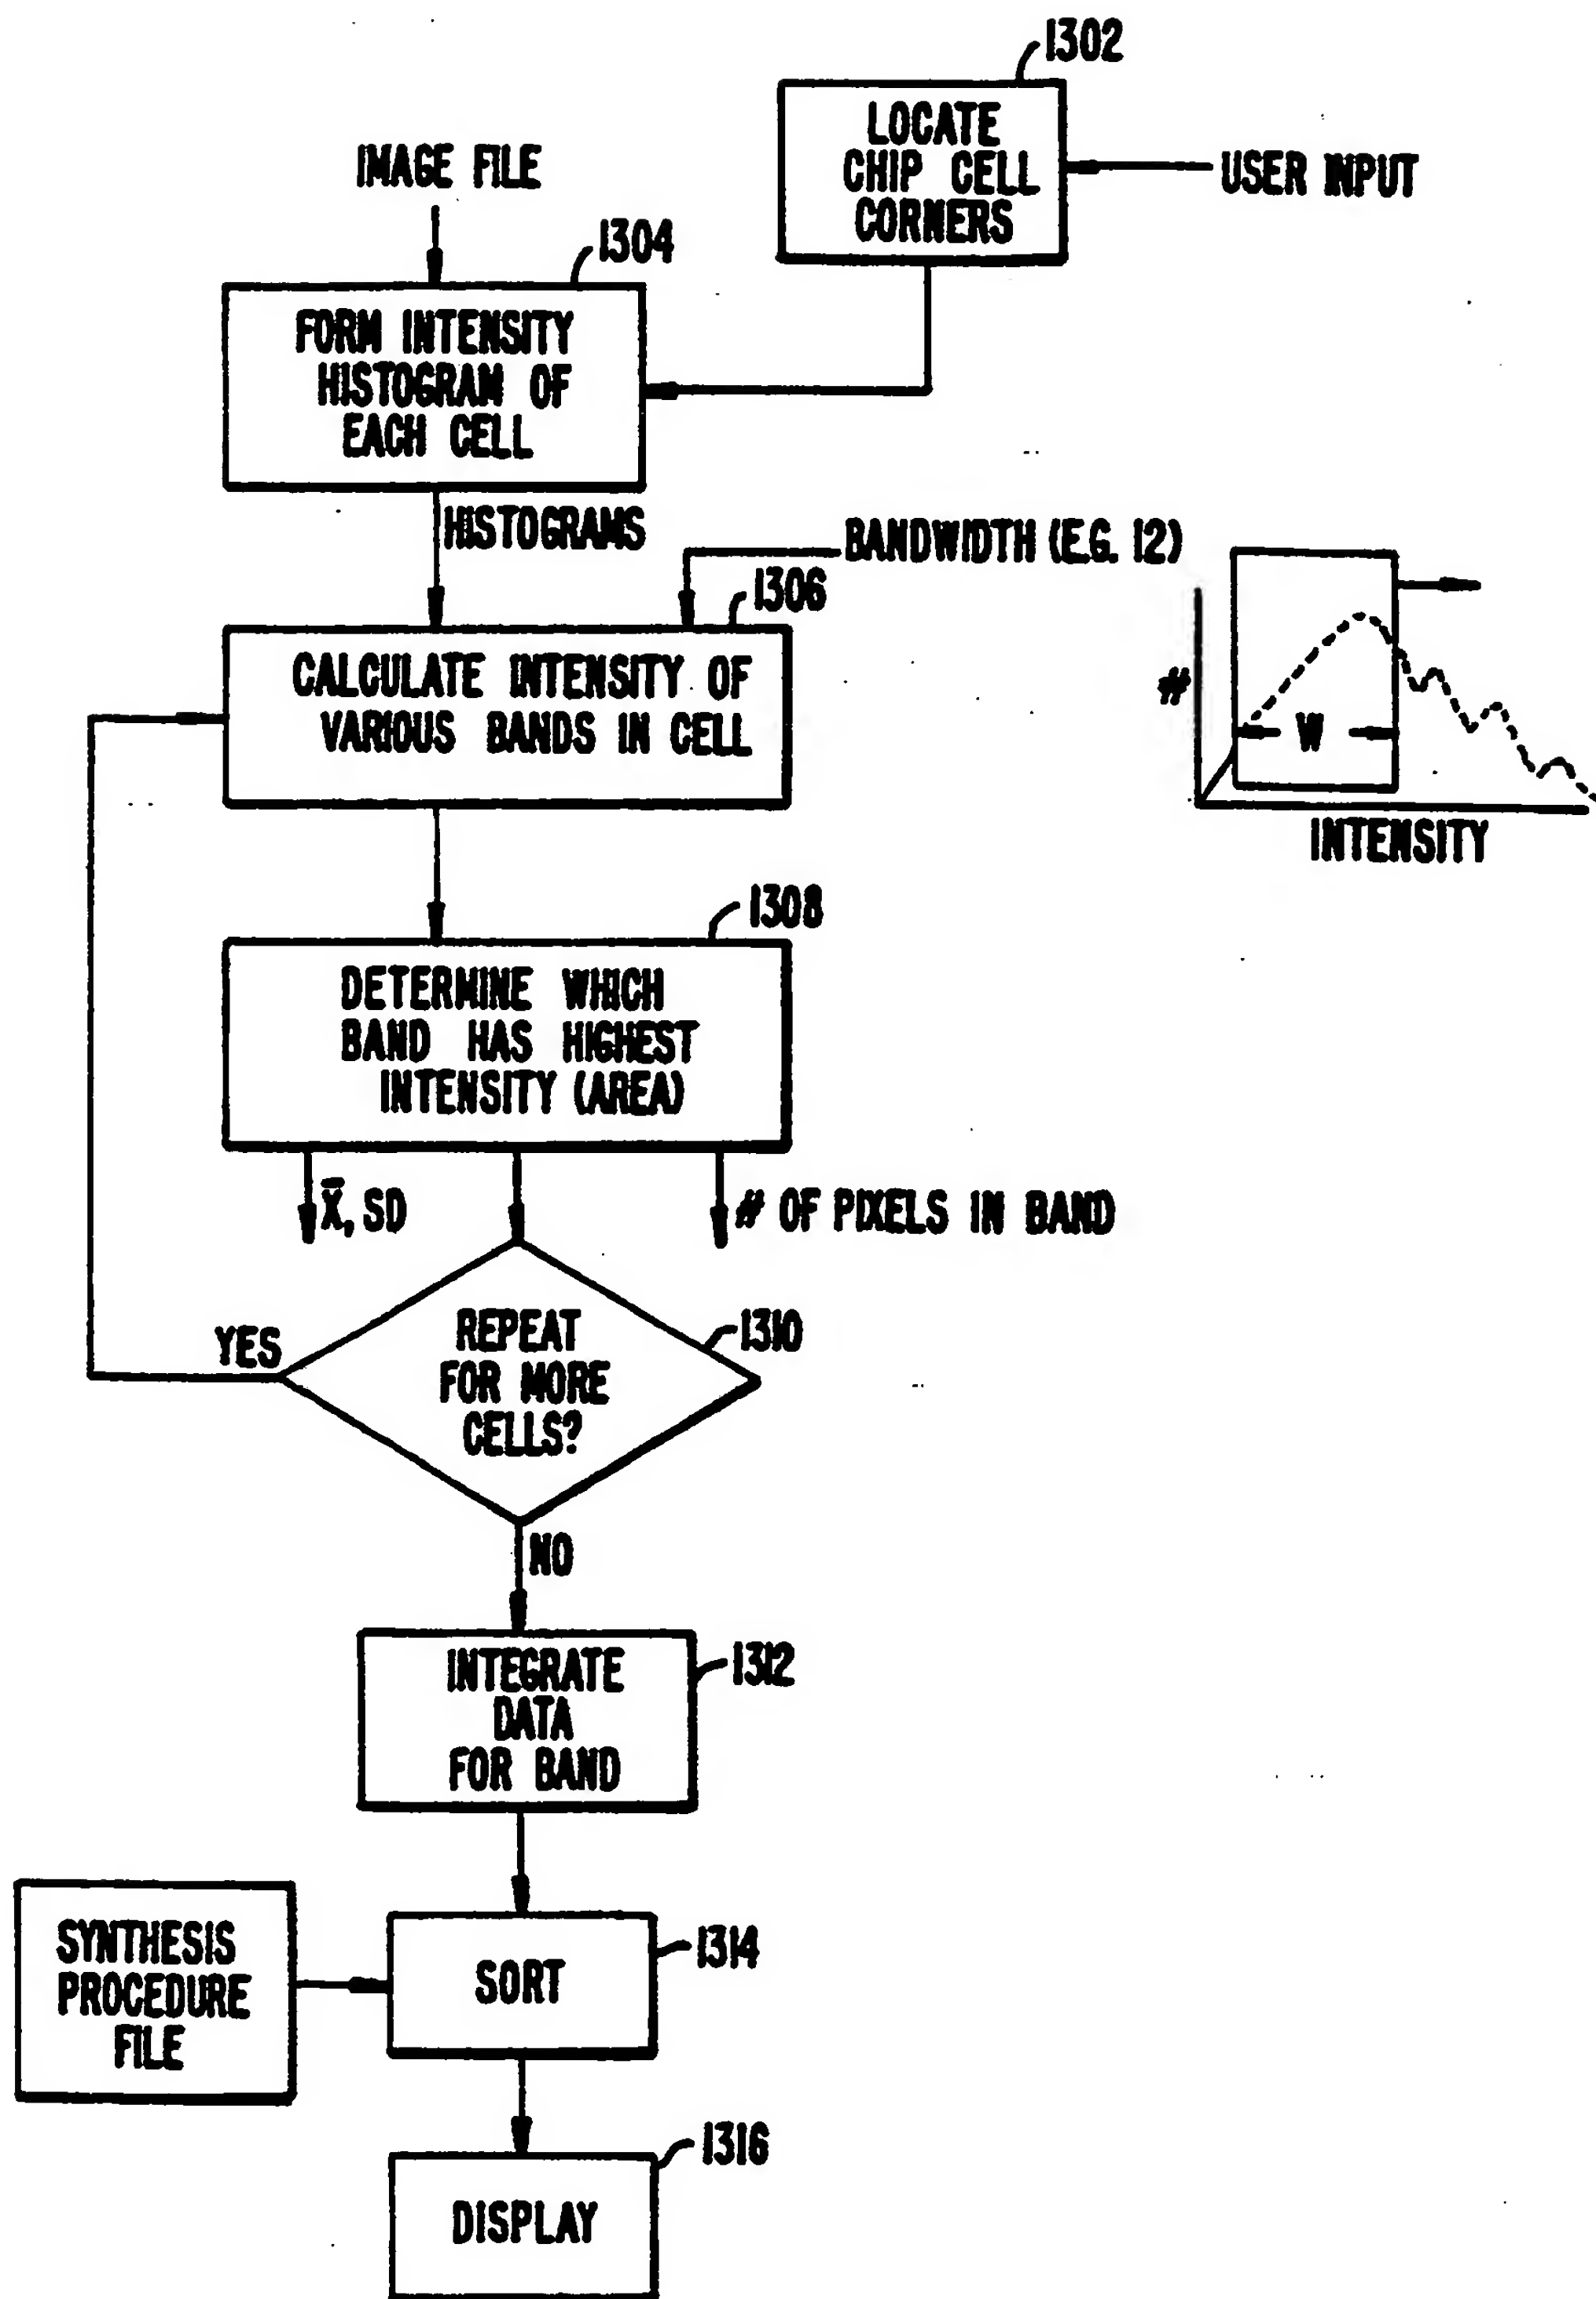 1302
LOCATE
CHIP CELL
CORNERS
USER INPUT
IMAGE FILE
1304
FORM INTENSITY
HISTOGRAM OF
EACH CELL
HISTOGRAMS
BANDWIDTH (E.G. 12)
1306
CALCULATE INTENSITY OF
VARIOUS BANDS IN CELL
#
W
INTENSITY
1308
DETERMINE WHICH
BAND HAS HIGHEST
INTENSITY (AREA)
X̄, SD
# OF PIXELS IN BAND
1310
REPEAT
FOR MORE
CELLS?
YES
NO
1312
INTEGRATE
DATA
FOR BAND
SYNTHESIS
PROCEDURE
FILE
1314
SORT
1316
DISPLAY